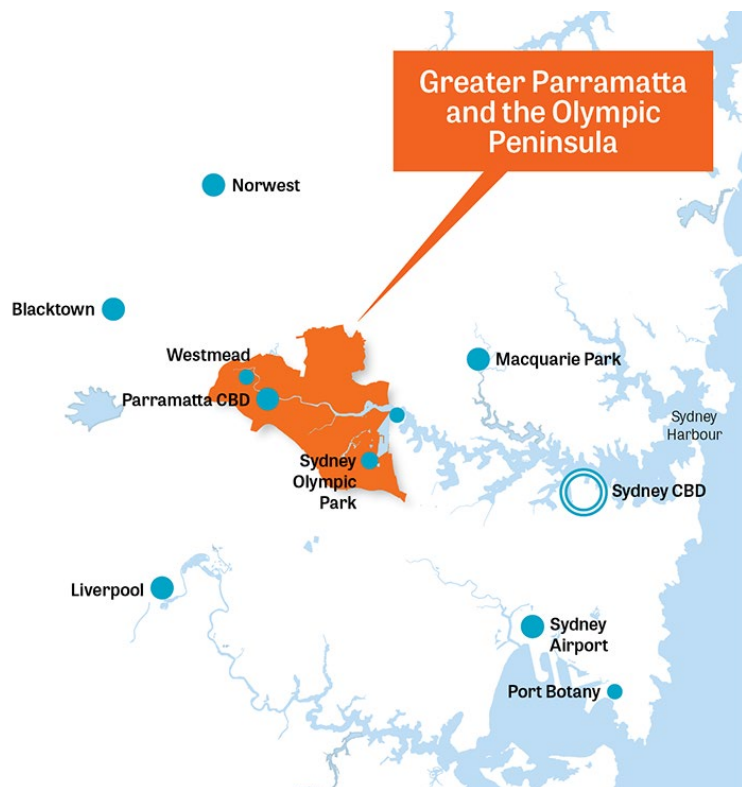 Greater Parramatta
and the Olympic
Peninsula
Norwest
Blacktown
Westmead
Macquarie Park
Parramatta CBD
Sydney
Harbour
Sydney
Olympic
Park
Sydney CBD
Liverpool
Sydney
Airport
Port Botany